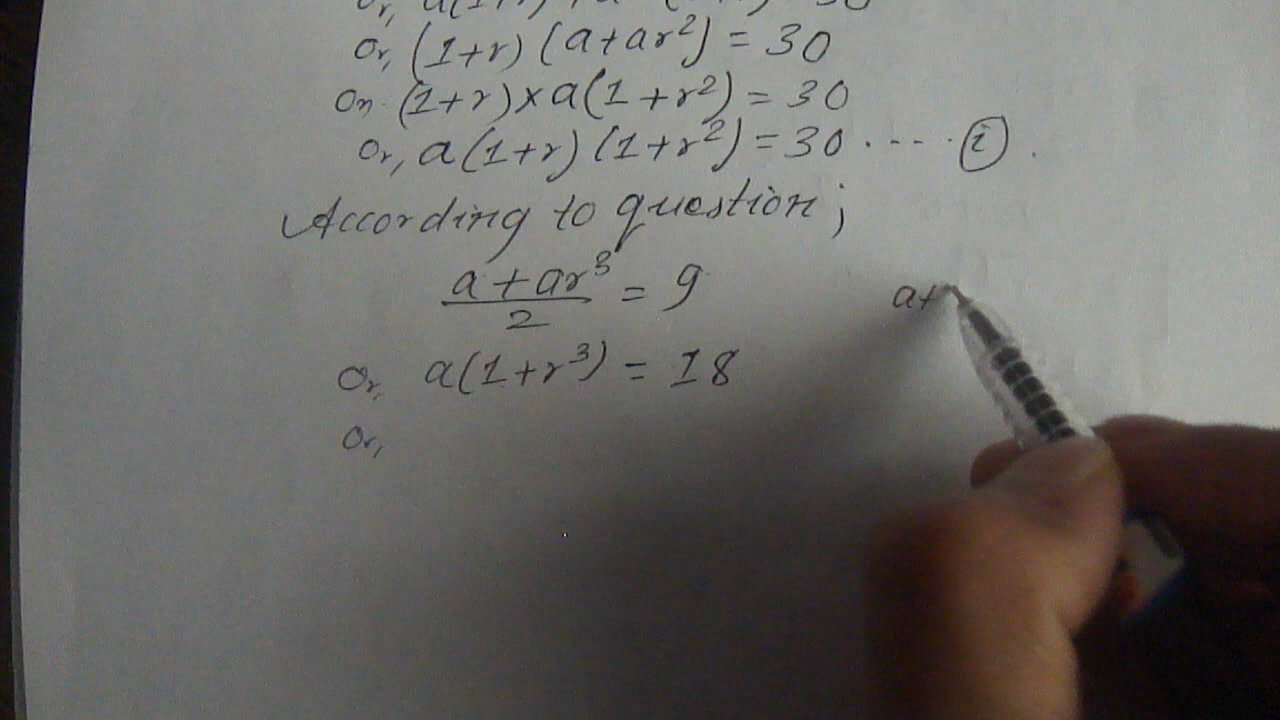 Or, (1+r) (a+ar²) = 30
Or (1+r)×a(1+r²) = 30
Or, a(1+r) (1+r²) = 30 ..... (i) .
According to question ;
a+ar³/2 = 9
a+
Or, a(1+r³) = 18
Or,